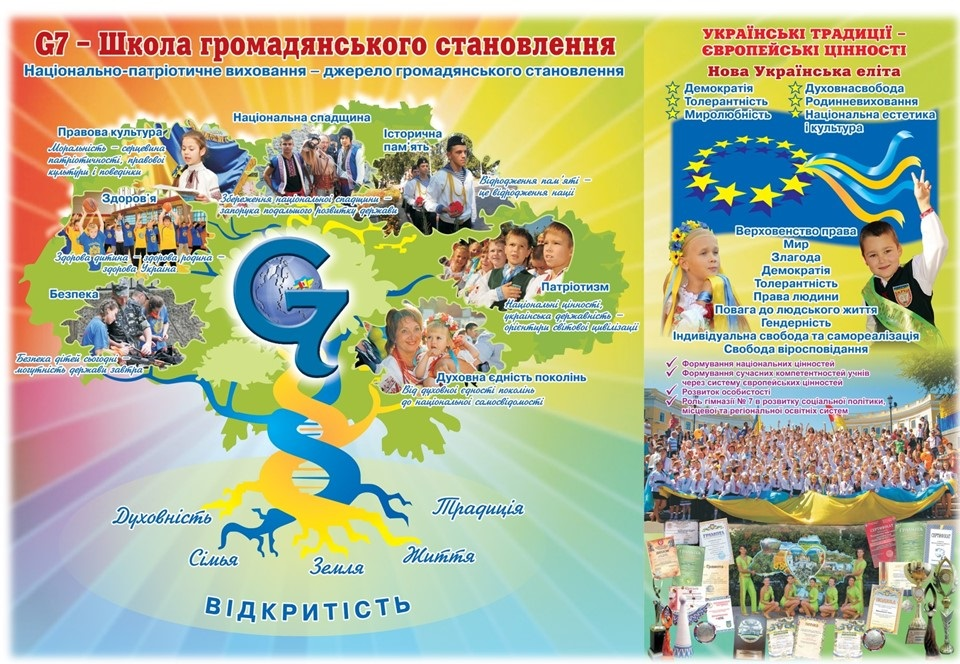 G7 – Школа громадянського становлення
Національно-патріотичне виховання – джерело громадянського становлення
Національна спадщина
Правова культура
Моральність – серцевина
патріотичності, правової
культури і поведінки
Історична
пам'ять
Відродження пам'яті –
це відродження нації
Збереження національної спадщини –
запорука подальшого розвитку держави
Здоров'я
Здорова дитина – здорова родина –
здорова Україна
G7
Безпека
Безпека дітей сьогодні
могутність держави завтра
Патріотизм
Національні цінності,
українська державність –
орієнтири світової цивілізації
Духовна єдність поколінь
Від духовної єдності поколінь
до національної самосвідомості
Духовність
Сімья
Земля
Життя
Традиція
ВІДКРИТІСТЬ
УКРАЇНСЬКІ ТРАДИЦІЇ –
ЄВРОПЕЙСЬКІ ЦІННОСТІ
Нова Українська еліта
Демократія
Толерантність
Миролюбність
Духовнасвобода
Родинневиховання
Національна естетика
і культура
Верховенство права
Мир
Злагода
Демократія
Толерантність
Права людини
Повага до людського життя
Гендерність
Індивідуальна свобода та самореалізація
Свобода віросповідання
Формування національних цінностей
Формування сучасних компетентностей учнів
через систему європейських цінностей
Розвиток особистості
Роль гімназії № 7 в розвитку соціальної політики,
місцевої та регіональної освітніх систем
ГРАМОТА
СЕРТИФІКАТ